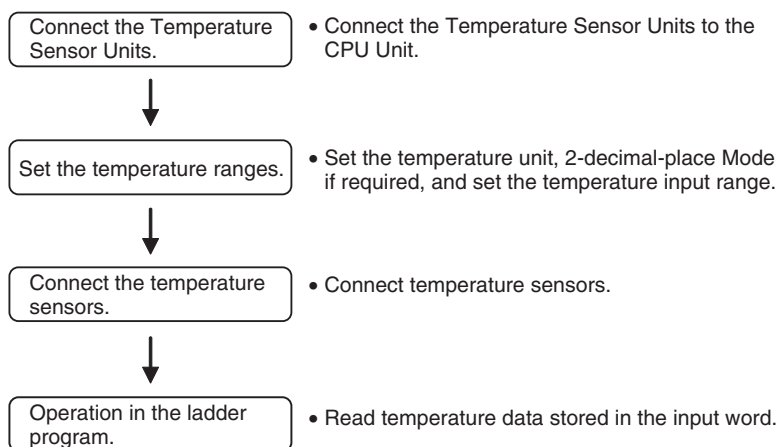 Connect the Temperature
Sensor Units.
• Connect the Temperature Sensor Units to the
CPU Unit.
Set the temperature ranges.
• Set the temperature unit, 2-decimal-place Mode
if required, and set the temperature input range.
Connect the temperature
sensors.
• Connect temperature sensors.
Operation in the ladder
program.
• Read temperature data stored in the input word.